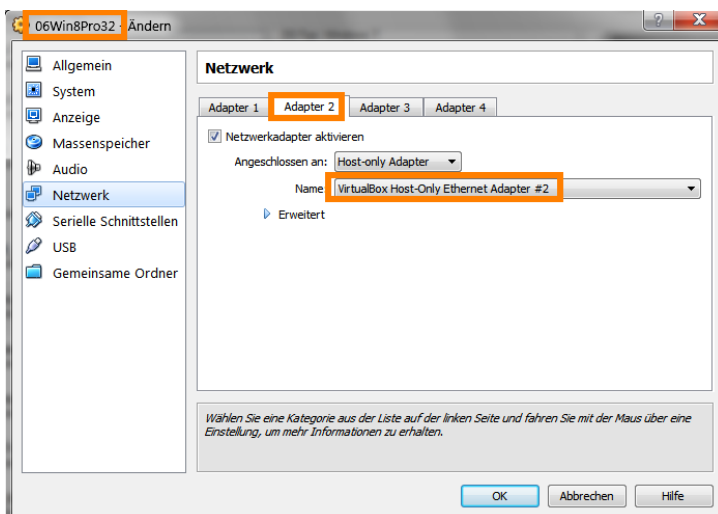 06Win8Pro32 - Ändern
Allgemein
System
Anzeige
Massenspeicher
Audio
Netzwerk
Serielle Schnittstellen
USB
Gemeinsame Ordner
Netzwerk
Adapter 1 Adapter 2 Adapter 3 Adapter 4
Netzwerkadapter aktivieren
Angeschlossen an: Host-only Adapter
Name VirtualBox Host-Only Ethernet Adapter #2
Erweitert
Wählen Sie eine Kategorie aus der Liste auf der linken Seite und fahren Sie mit der Maus über eine
Einstellung, um mehr Informationen zu erhalten.
OK Abbrechen Hilfe